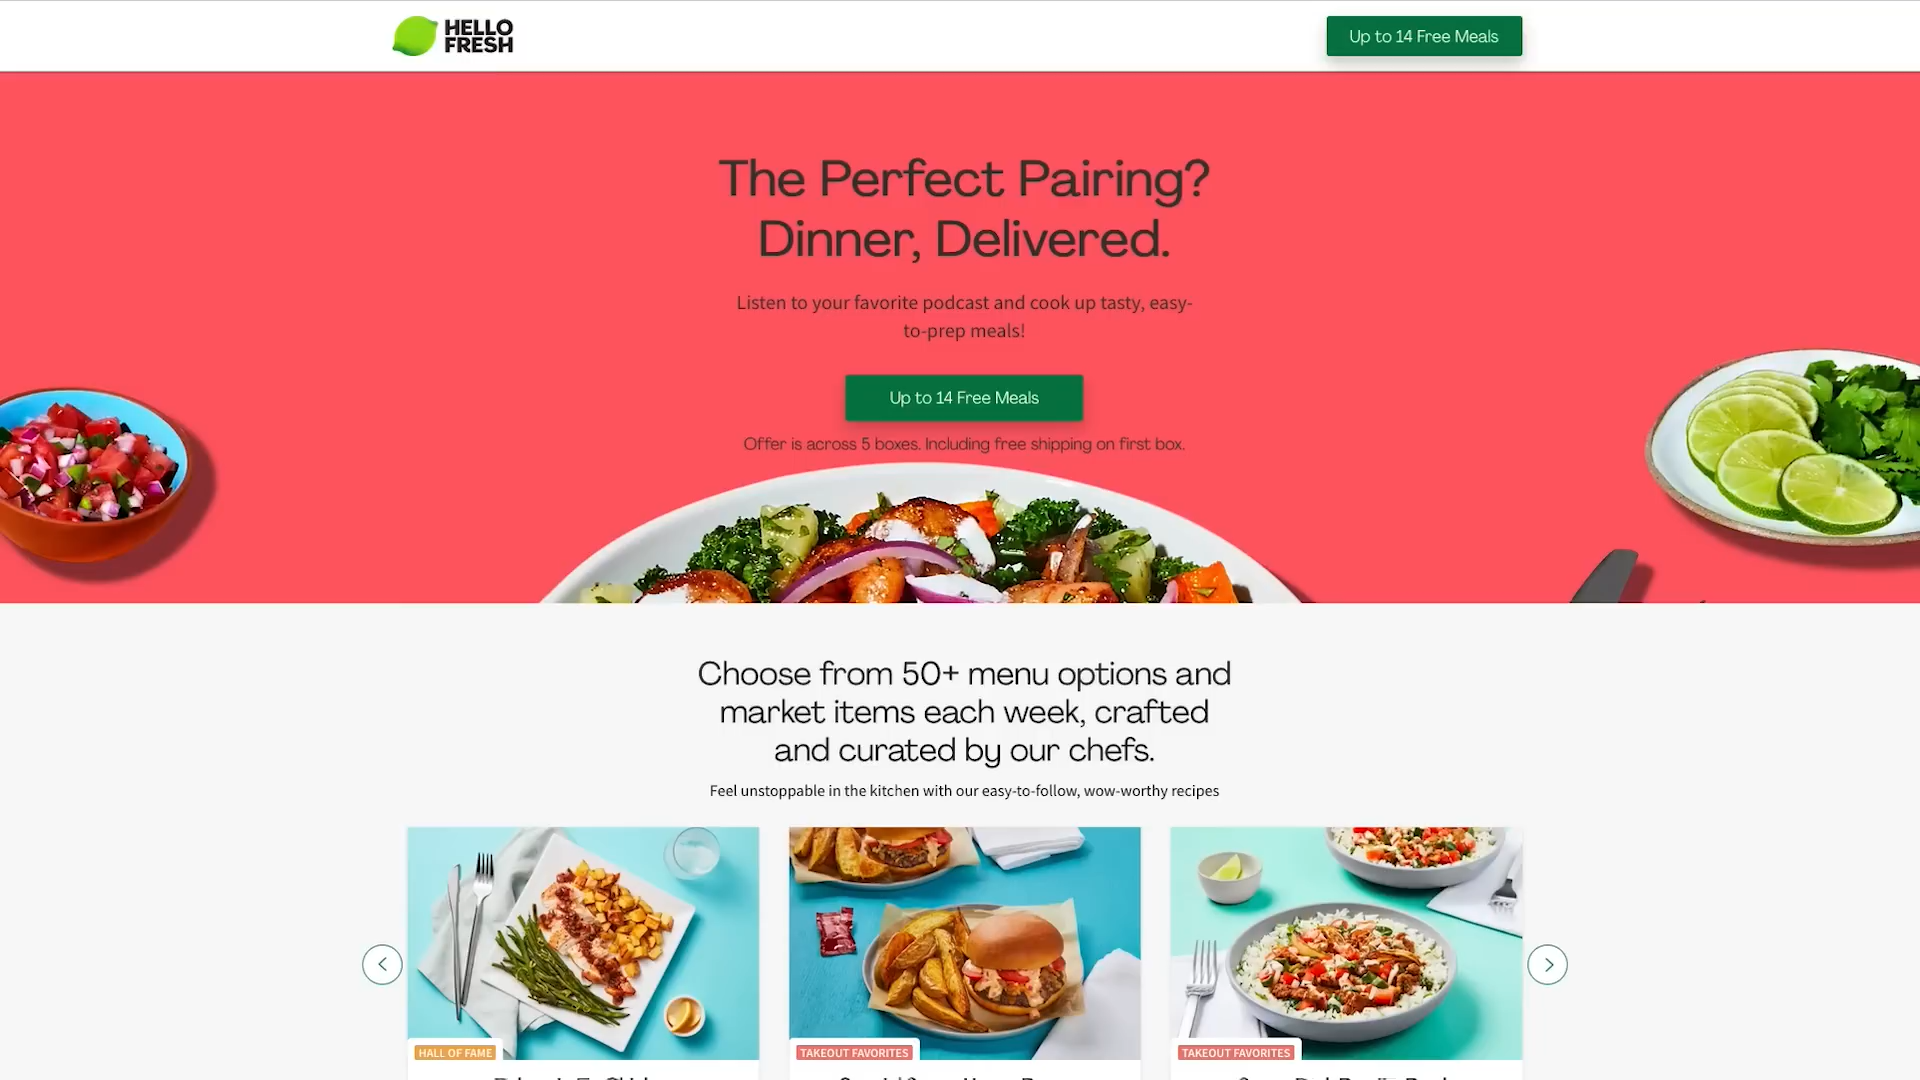 HELLO
FRESH
Up to 14 Free Meals
The Perfect Pairing?
Dinner, Delivered.
Listen to your favorite podcast and cook up tasty, easy-
to-prep meals!
Up to 14 Free Meals
Offer is across 5 boxes. Including free shipping on first box.
Choose from 50+ menu options and
market items each week, crafted
and curated by our chefs.
Feel unstoppable in the kitchen with our easy-to-follow, wow-worthy recipes
HALL OF FAME
TAKEOUT FAVORITES
TAKEOUT FAVORITES